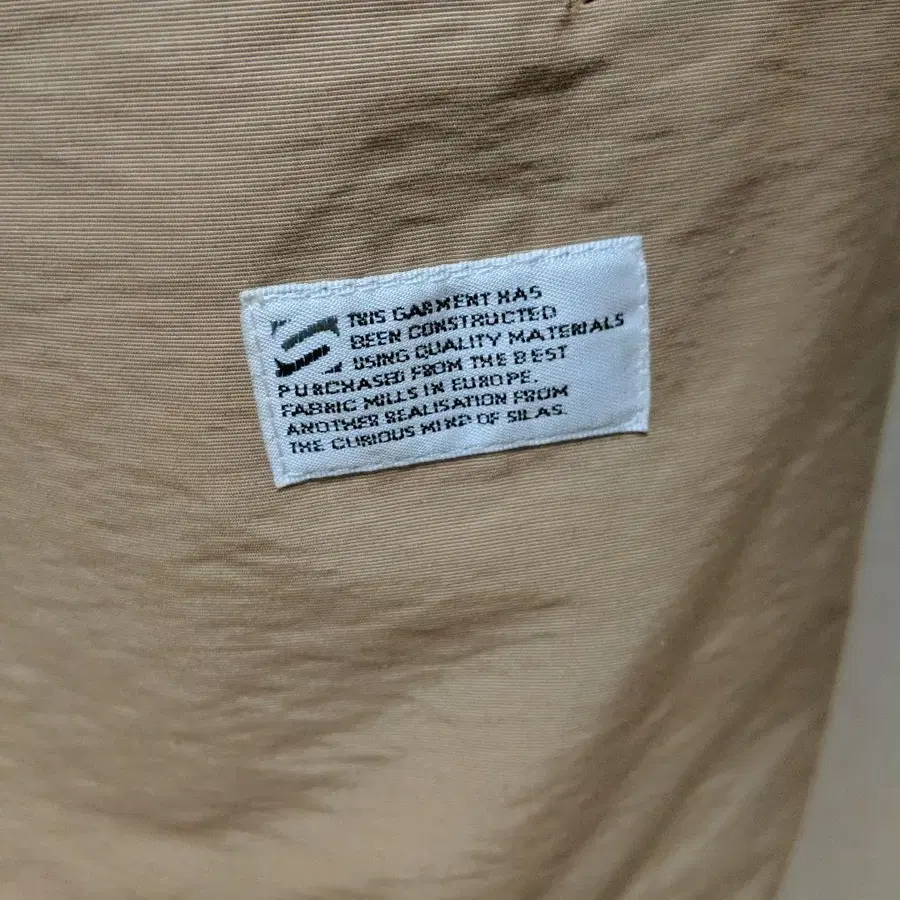 THIS GARMENT HAS
BEEN CONSTRUCTED
USING QUALITY MATERIALS
PURCHASED FROM THE BEST
FABRIC MILLS IN EUROPE.
ANOTHER REALISATION FROM
THE CURIOUS MIND OF SILAS.